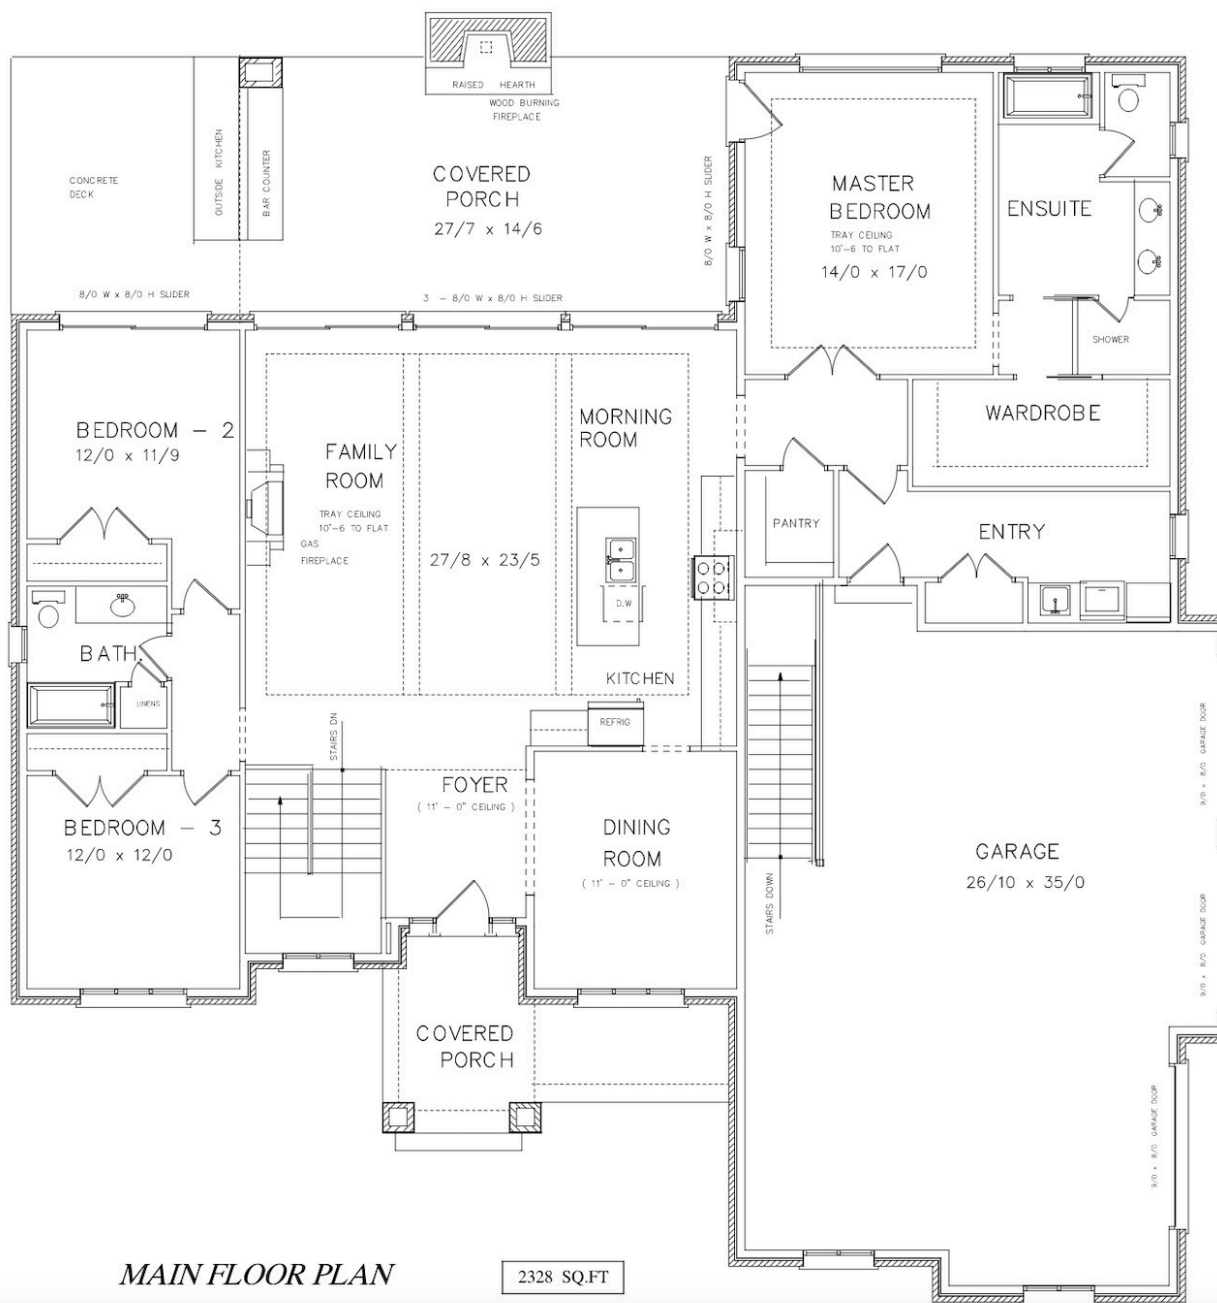 RAISED HEARTH
WOOD BURNING
FIREPLACE
CONCRETE
DECK
OUTSIDE KITCHEN
BAR COUNTER
COVERED
PORCH
27/7 x 14/6
8/0 W x 8/0 H SLIDER
MASTER
BEDROOM
TRAY CEILING
10'-6 TO FLAT
14/0 x 17/0
ENSUITE
8/0 W x 8/0 H SLIDER
3 - 8/0 W x 8/0 H SLIDER
SHOWER
WARDROBE
BEDROOM - 2
12/0 x 11/9
FAMILY
ROOM
TRAY CEILING
10'-6 TO FLAT
GAS
FIREPLACE
27/8 x 23/5
MORNING
ROOM
PANTRY
ENTRY
D.W
BATH.
LINENS
KITCHEN
REFRIG
STAIRS DN
FOYER
( 11' - 0" CEILING )
BEDROOM - 3
12/0 x 12/0
DINING
ROOM
( 11' - 0" CEILING )
STAIRS DOWN
GARAGE
26/10 x 35/0
9/0 x 8/0 GARAGE DOOR
9/0 x 8/0 GARAGE DOOR
9/0 x 8/0 GARAGE DOOR
COVERED
PORCH
MAIN FLOOR PLAN
2328 SQ.FT